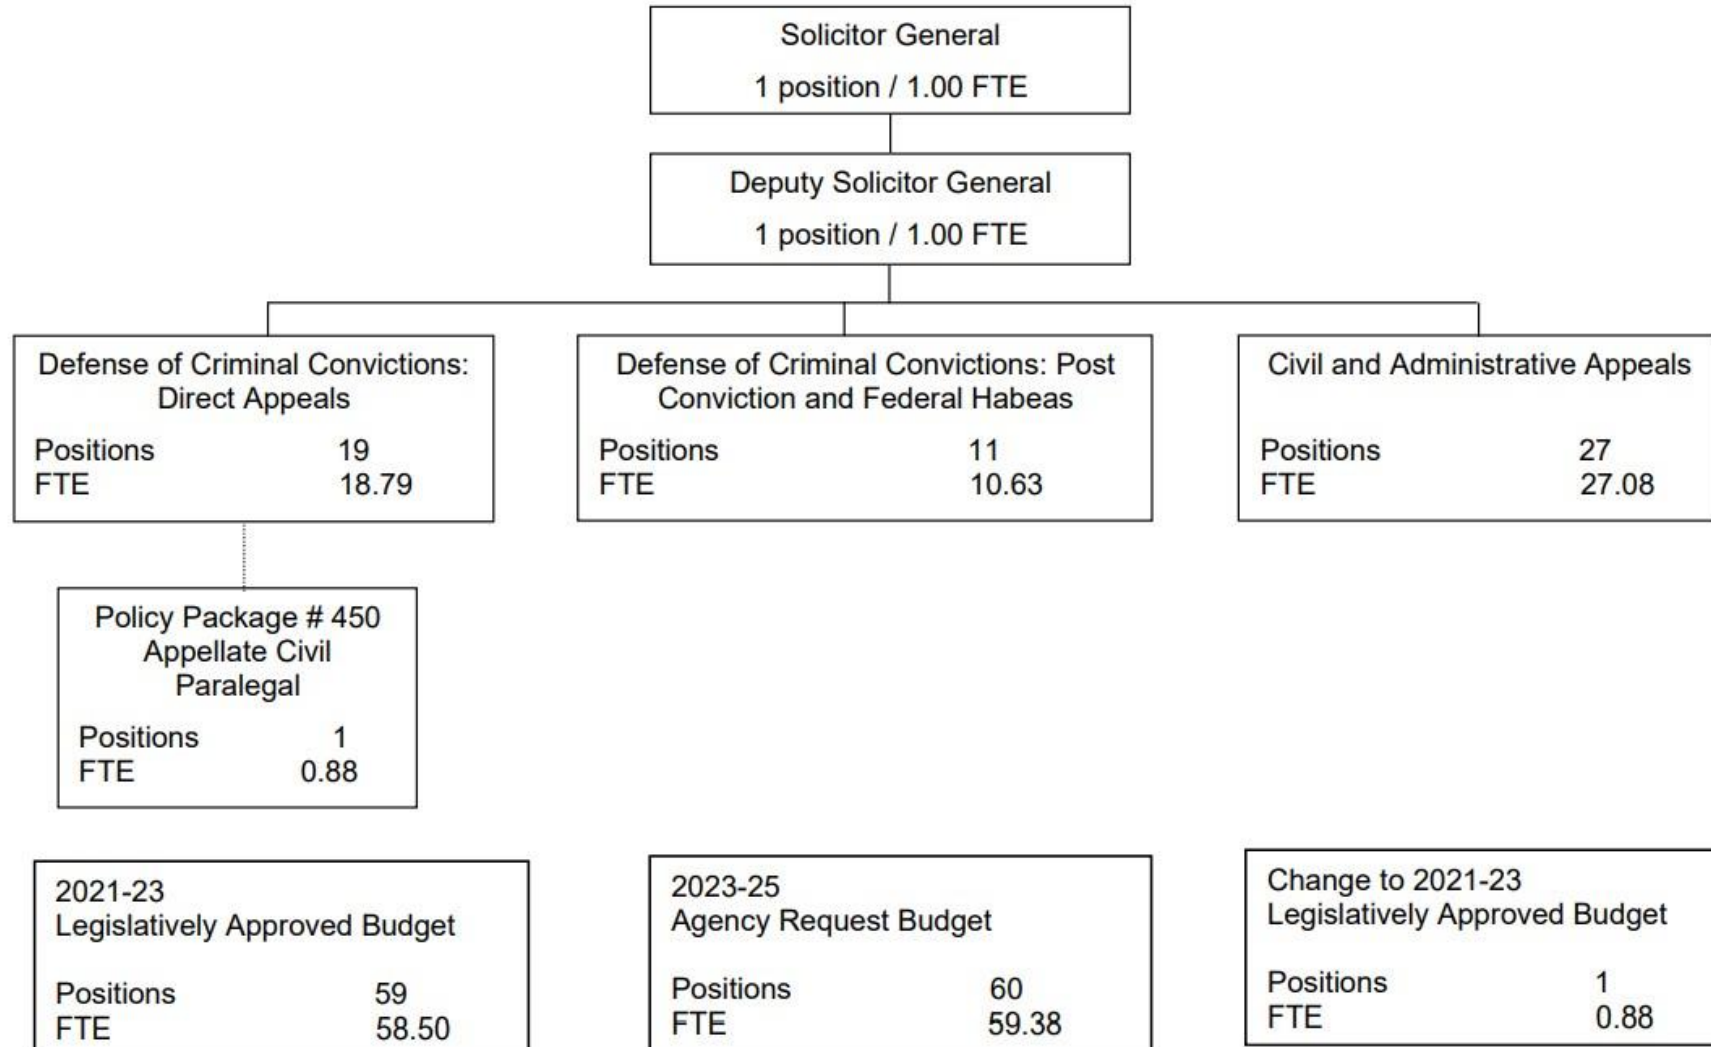 Solicitor General
1 position / 1.00 FTE
Deputy Solicitor General
1 position / 1.00 FTE
Defense of Criminal Convictions:
Direct Appeals
Positions 19
FTE 18.79
Defense of Criminal Convictions: Post
Conviction and Federal Habeas
Positions 11
FTE 10.63
Civil and Administrative Appeals
Positions 27
FTE 27.08
Policy Package # 450
Appellate Civil
Paralegal
Positions 1
FTE 0.88
2021-23
Legislatively Approved Budget
Positions 59
FTE 58.50
2023-25
Agency Request Budget
Positions 60
FTE 59.38
Change to 2021-23
Legislatively Approved Budget
Positions 1
FTE 0.88